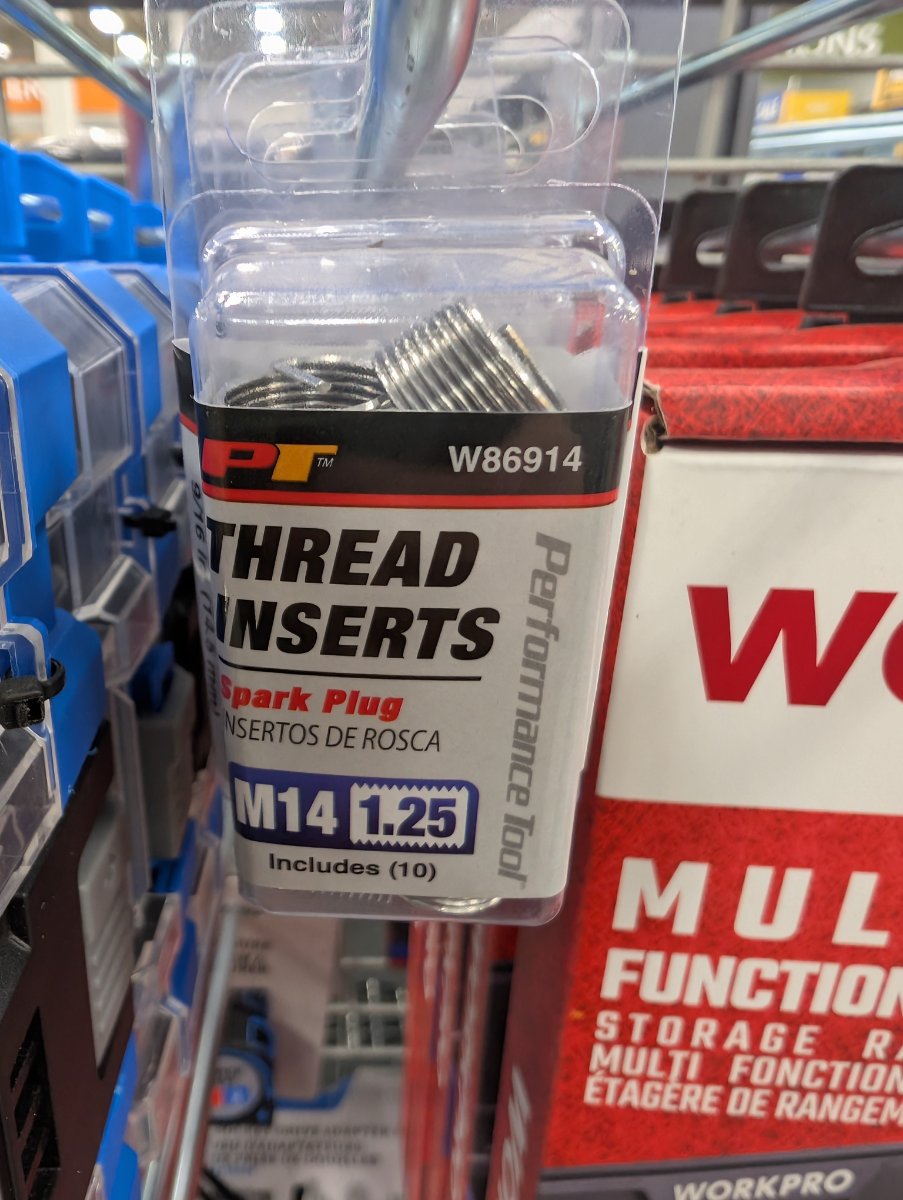 PT™
W86914
THREAD
INSERTS
Spark Plug
INSERTOS DE ROSCA
M14 1.25
Includes (10)
Performance Tool
MUL
FUNCTION
STORAGE
MULTI FONCTION
ÉTAGÈRE DE RANGEM
WORKPRO